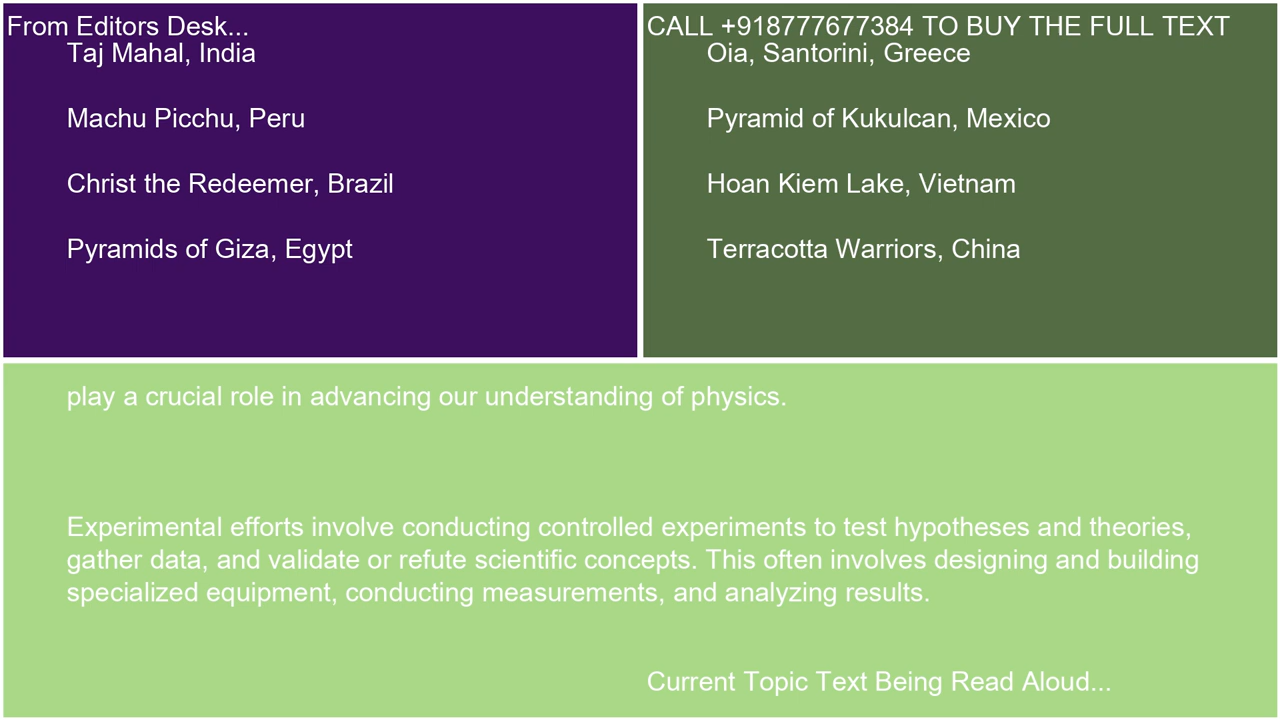 From Editors Desk...
Taj Mahal, India
Machu Picchu, Peru
Christ the Redeemer, Brazil
Pyramids of Giza, Egypt
CALL +918777677384 TO BUY THE FULL TEXT
Oia, Santorini, Greece
Pyramid of Kukulcan, Mexico
Hoan Kiem Lake, Vietnam
Terracotta Warriors, China
play a crucial role in advancing our understanding of physics.
Experimental efforts involve conducting controlled experiments to test hypotheses and theories,
gather data, and validate or refute scientific concepts. This often involves designing and building
specialized equipment, conducting measurements, and analyzing results.
Current Topic Text Being Read Aloud...